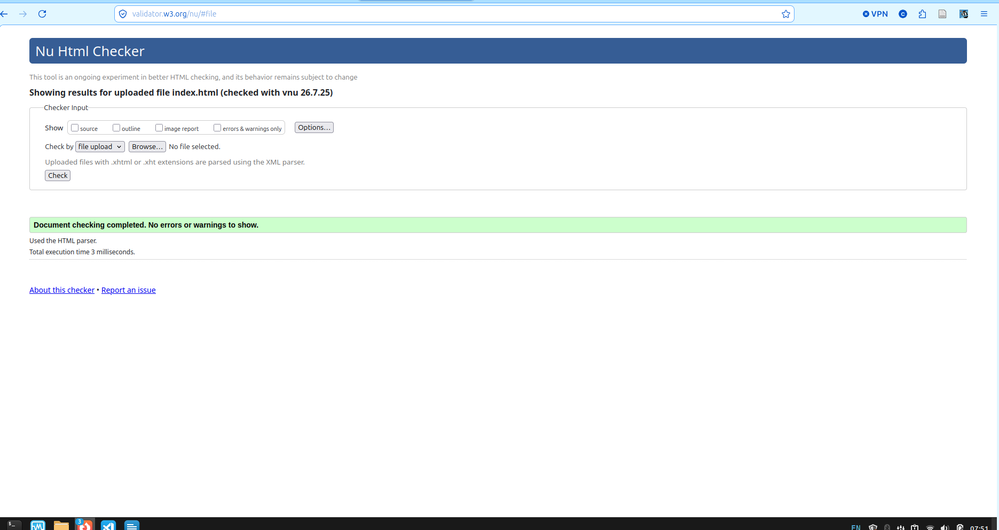 validator.w3.org/nu/#file
VPN
C
Nu Html Checker
This tool is an ongoing experiment in better HTML checking, and its behavior remains subject to change
Showing results for uploaded file index.html (checked with vnu 26.7.25)
Checker Input
Show source outline image report errors & warnings only Options...
Check by file upload Browse... No file selected.
Uploaded files with .xhtml or .xht extensions are parsed using the XML parser.
Check
Document checking completed. No errors or warnings to show.
Used the HTML parser.
Total execution time 3 milliseconds.
About this checker • Report an issue
3
EN
07:51